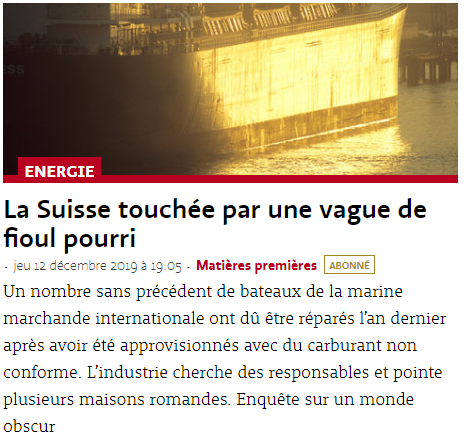 ENERGIE
La Suisse touchée par une vague de
fioul pourri
- jeu 12 décembre 2019 à 19:05 - Matières premières ABONNÉ
Un nombre sans précédent de bateaux de la marine
marchande internationale ont dû être réparés l'an dernier
après avoir été approvisionnés avec du carburant non
conforme. L'industrie cherche des responsables et pointe
plusieurs maisons romandes. Enquête sur un monde
obscur